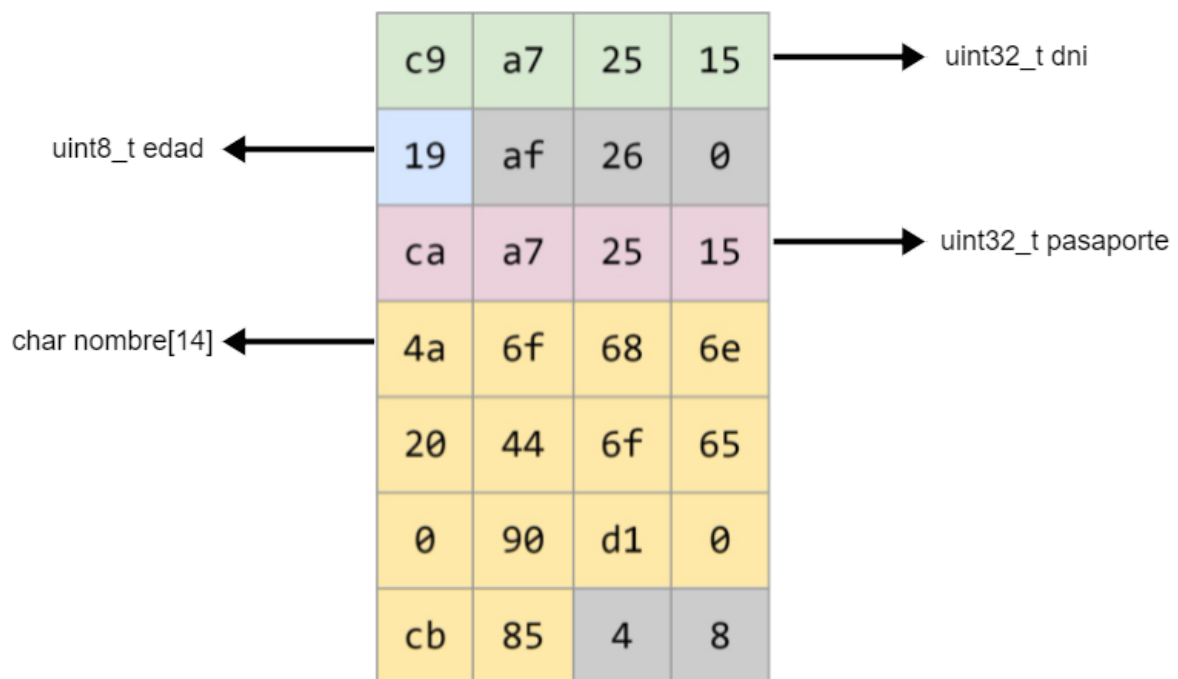 c9 a7 25 15 uint32_t dni
uint8_t edad 19 af 26 0
ca a7 25 15 uint32_t pasaporte
char nombre[14] 4a 6f 68 6e
20 44 6f 65
0 90 d1 0
cb 85 4 8